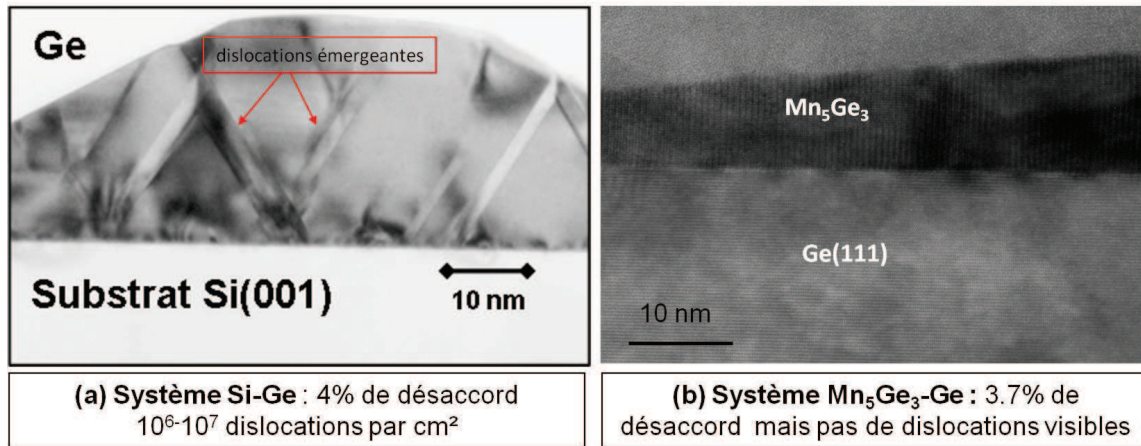 Ge
dislocations émergeantes
Substrat Si(001)
10 nm
(a) Système Si-Ge : 4% de désaccord
10⁶-10⁷ dislocations par cm²
Mn₅Ge₃
Ge(111)
10 nm
(b) Système Mn₅Ge₃-Ge : 3.7% de
désaccord mais pas de dislocations visibles